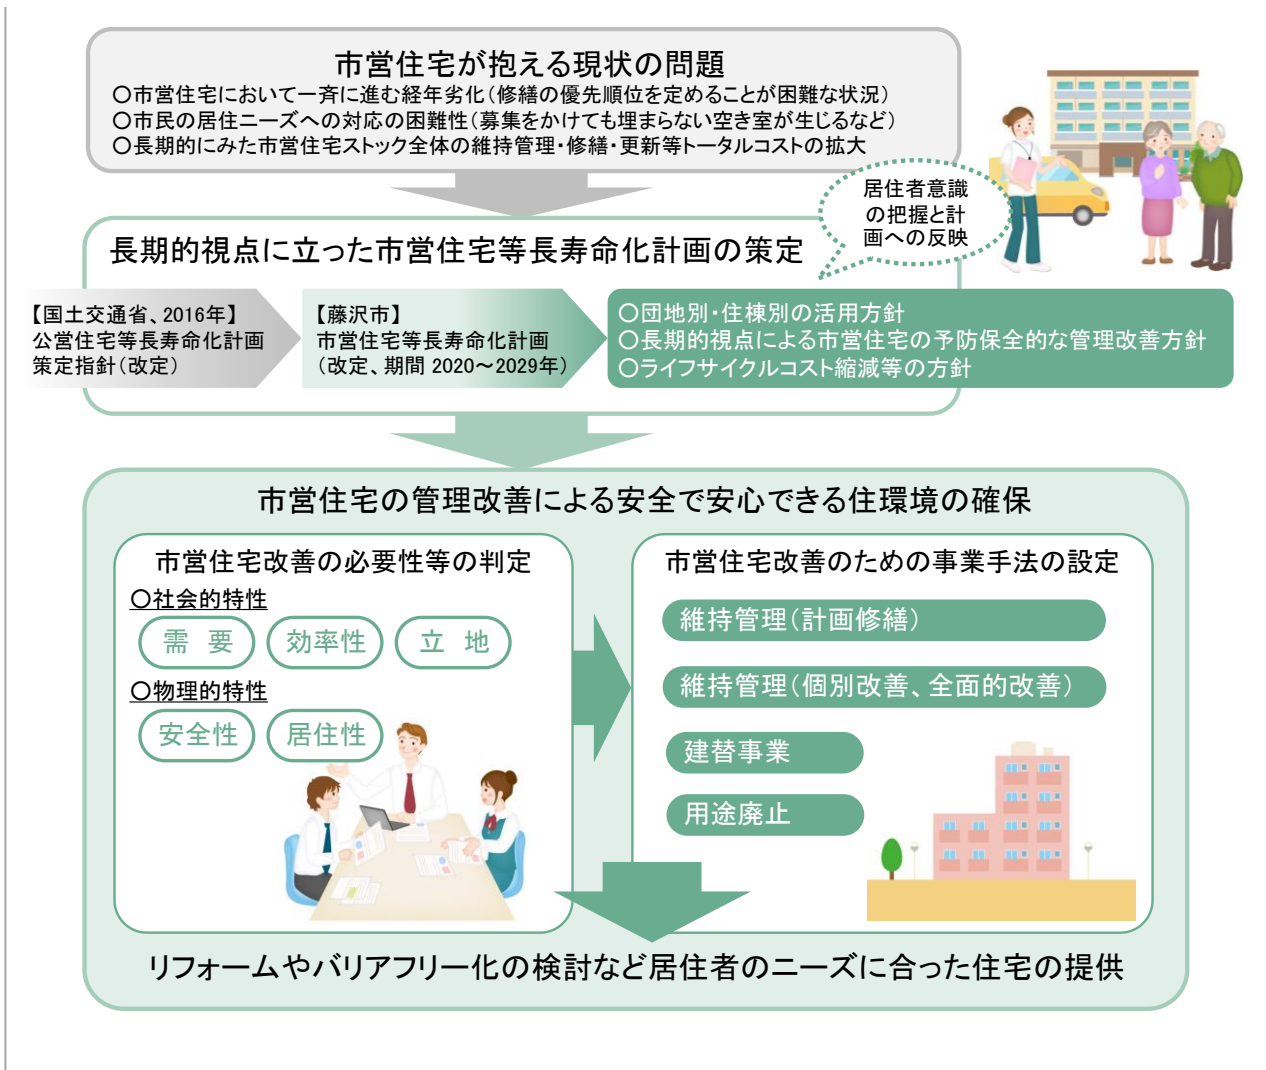 市営住宅が抱える現状の問題
〇市営住宅において一斉に進む経年劣化（修繕の優先順位を定めることが困難な状況）
〇市民の居住ニーズへの対応の困難性（募集をかけても埋まらない空き室が生じるなど）
〇長期的にみた市営住宅ストック全体の維持管理・修繕・更新等トータルコストの拡大
居住者意識
の把握と計
画への反映
長期的視点に立った市営住宅等長寿命化計画の策定
【国土交通省、2016年】
公営住宅等長寿命化計画
策定指針（改定）
【藤沢市】
市営住宅等長寿命化計画
（改定、期間 2020～2029年）
〇団地別・住棟別の活用方針
〇長期的視点による市営住宅の予防保全的な管理改善方針
〇ライフサイクルコスト縮減等の方針
市営住宅の管理改善による安全で安心できる住環境の確保
市営住宅改善の必要性等の判定
〇社会的特性
需　要
効率性
立　地
〇物理的特性
安全性
居住性
市営住宅改善のための事業手法の設定
維持管理（計画修繕）
維持管理（個別改善、全面的改善）
建替事業
用途廃止
リフォームやバリアフリー化の検討など居住者のニーズに合った住宅の提供